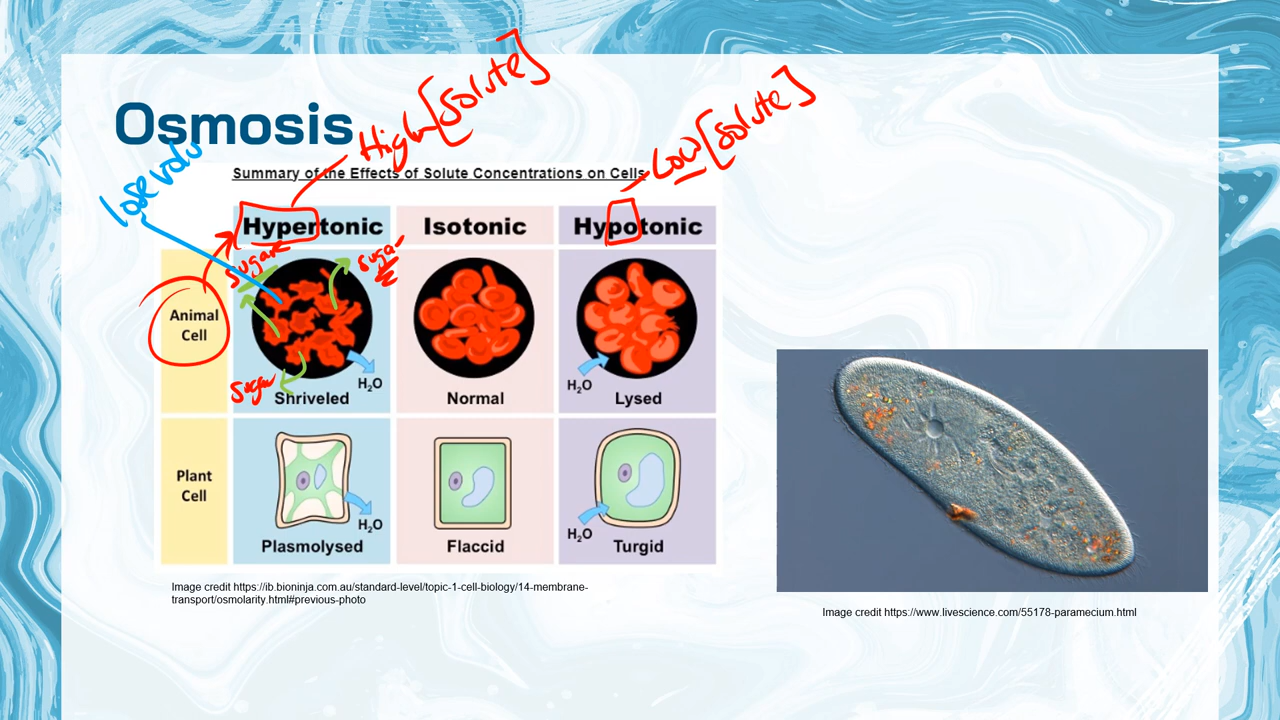 Osmosis
High [solute]
Low [solute]
lose volu
Summary of the Effects of Solute Concentrations on Cells
Hypertonic
Isotonic
Hypotonic
Animal
Cell
sugar
sugar
sugar
H₂O
Shriveled
Normal
H₂O
Lysed
Plant
Cell
H₂O
Plasmolysed
Flaccid
H₂O
Turgid
Image credit https://ib.bioninja.com.au/standard-level/topic-1-cell-biology/14-membrane-
transport/osmolarity.html#previous-photo
Image credit https://www.livescience.com/55178-paramecium.html